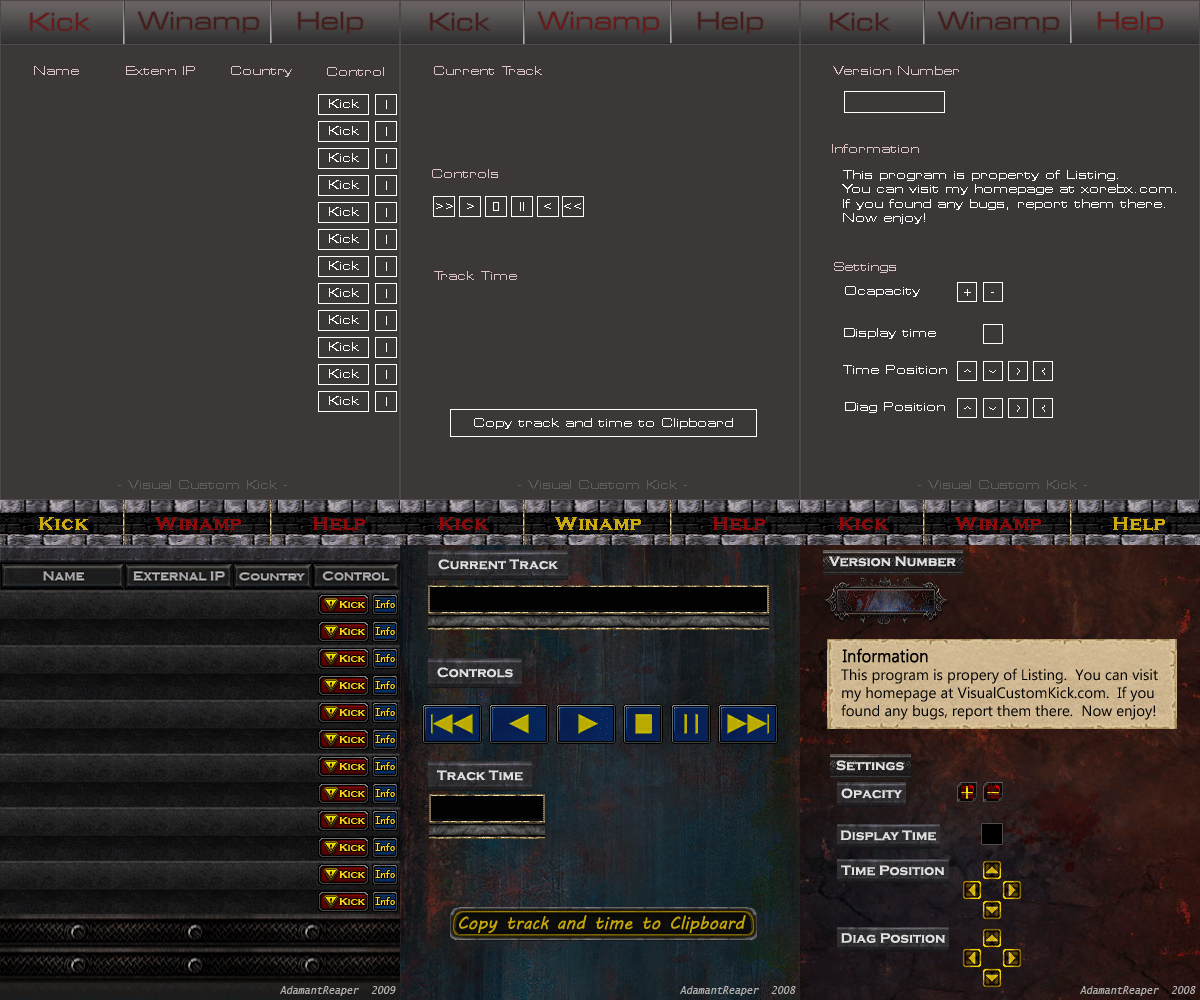 Kick Winamp Help
Name Extern IP Country Control
Kick I
Kick I
Kick I
Kick I
Kick I
Kick I
Kick I
Kick I
Kick I
Kick I
Kick I
Kick I
- Visual Custom Kick -
Kick Winamp Help
Current Track
Controls
>> > || < <<
Track Time
Copy track and time to Clipboard
- Visual Custom Kick -
Kick Winamp Help
Version Number
Information
This program is property of Listing.
You can visit my homepage at xorebx.com.
If you found any bugs, report them there.
Now enjoy!
Settings
Ocapacity + -
Display time
Time Position ^ v > <
Diag Position ^ v > <
- Visual Custom Kick -
KICK WINAMP HELP
NAME EXTERNAL IP COUNTRY CONTROL
KICK Info
KICK Info
KICK Info
KICK Info
KICK Info
KICK Info
KICK Info
KICK Info
KICK Info
KICK Info
KICK Info
KICK Info
AdamantReaper 2009
KICK WINAMP HELP
CURRENT TRACK
CONTROLS
TRACK TIME
Copy track and time to Clipboard
AdamantReaper 2008
KICK WINAMP HELP
VERSION NUMBER
Information
This program is propery of Listing. You can visit
my homepage at VisualCustomKick.com. If you
found any bugs, report them there. Now enjoy!
SETTINGS
OPACITY + -
DISPLAY TIME
TIME POSITION
DIAG POSITION
AdamantReaper 2008